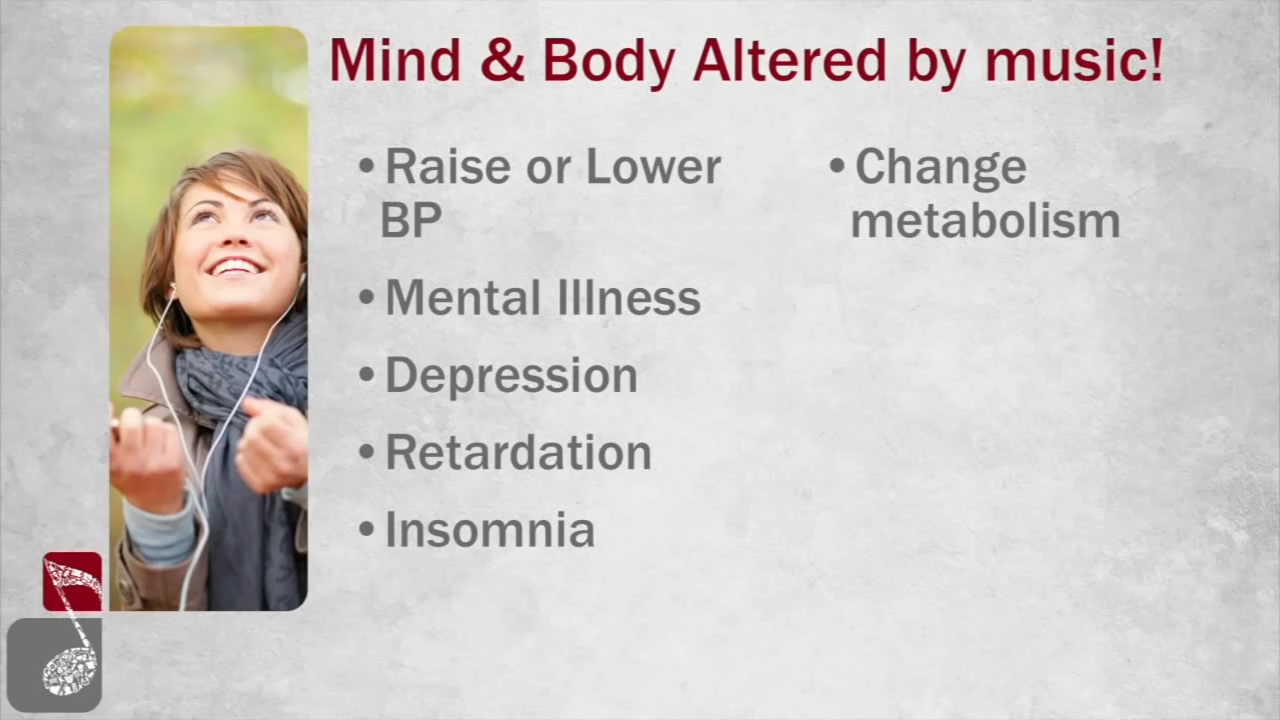 Mind & Body Altered by music!
•Raise or Lower
BP
•Mental Illness
•Depression
•Retardation
•Insomnia
•Change
metabolism